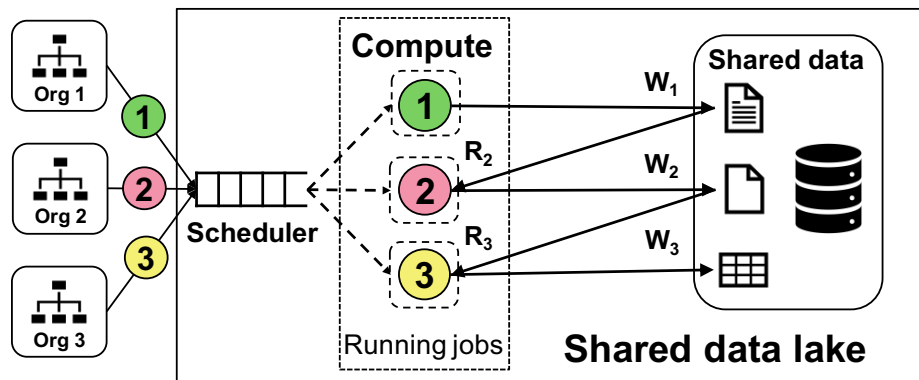 Org 1
1
Org 2
2
Org 3
3
Scheduler
Compute
1
2
3
Running jobs
W₁
R₂
W₂
R₃
W₃
Shared data
Shared data lake